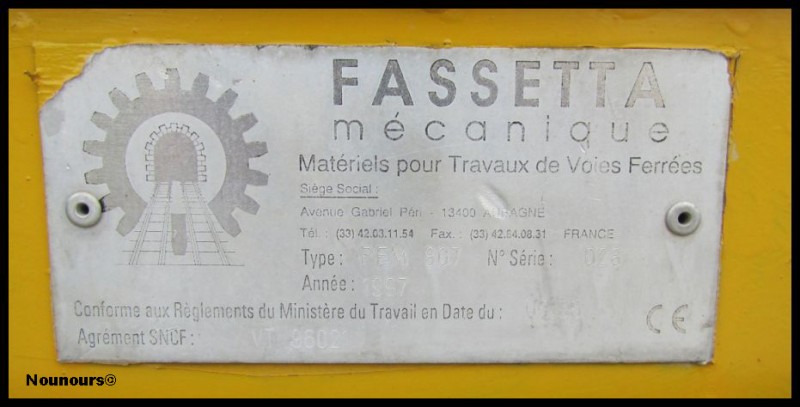 FASSETTA
mécanique
Matériels pour Travaux de Voies Ferrées
Siège Social :
Avenue Gabriel Péri - 13400 AUBAGNE
Tél. : (33) 42.03.11.54 Fax. : (33) 42.84.08.31 FRANCE
Type : 907 N° Série :
Année : 1997
Conforme aux Règlements du Ministère du Travail en Date du :
Agrément SNCF : CE
Nounours©